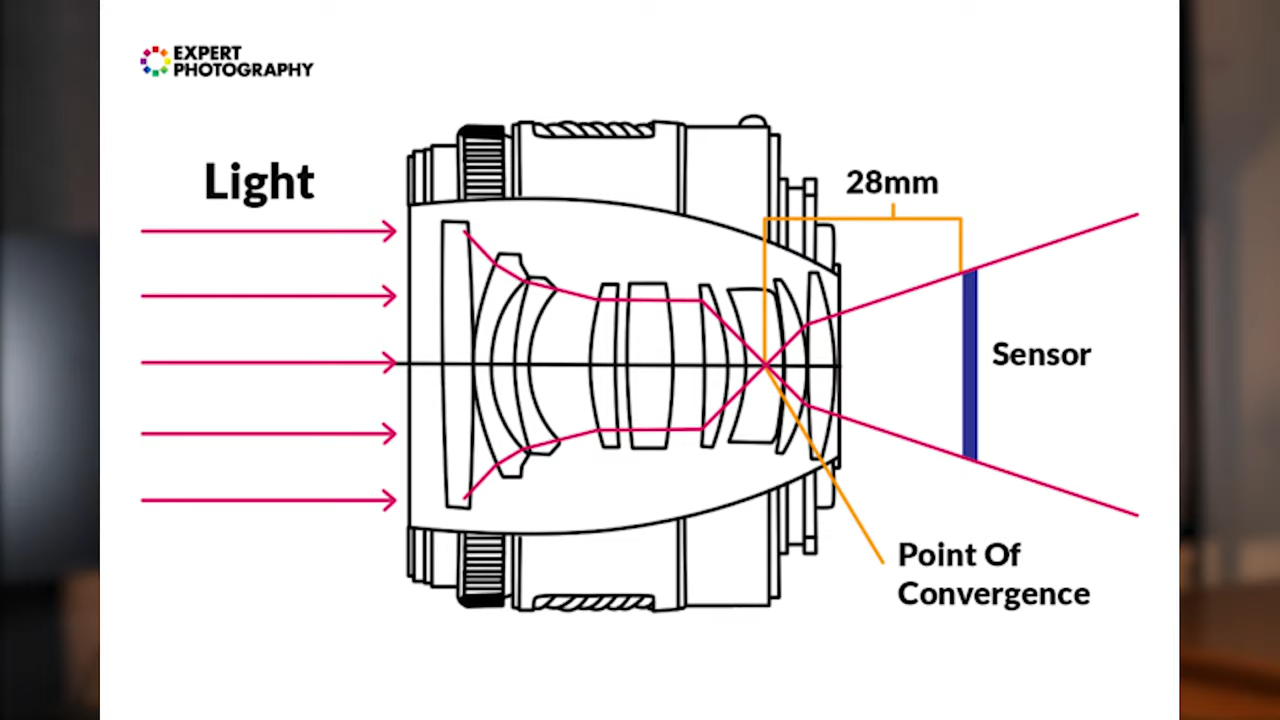 EXPERT
PHOTOGRAPHY
Light
28mm
Sensor
Point Of
Convergence